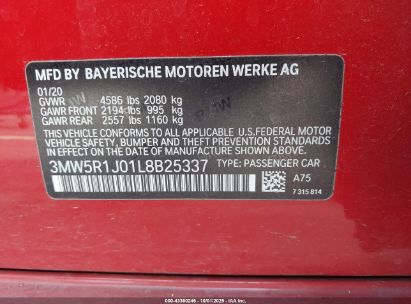 MFD BY BAYERISCHE MOTOREN WERKE AG
01/20
GVWR 4586 lbs 2080 kg
GAWR FRONT 2194 lbs 995 kg
GAWR REAR 2557 lbs 1160 kg
THIS VEHICLE CONFORMS TO ALL APPLICABLE
U.S.FEDERAL MOTOR
VEHICLE SAFETY, BUMPER, AND THEFT
PREVENTION STANDARDS IN EFFECT ON THE DATE OF
MANUFACTURE SHOWN ABOVE.
3MW5R1J01L8B25337 TYPE: PASSENGER CAR
A75
7 315 814
10/01/2025